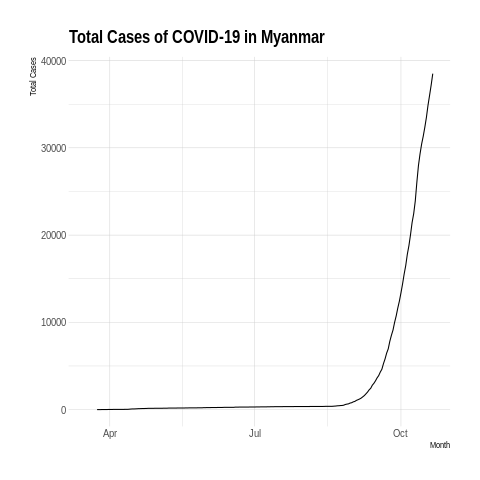 Total Cases of COVID-19 in Myanmar
Total Cases
40000
30000
20000
10000
0
Apr
Jul
Oct
Month